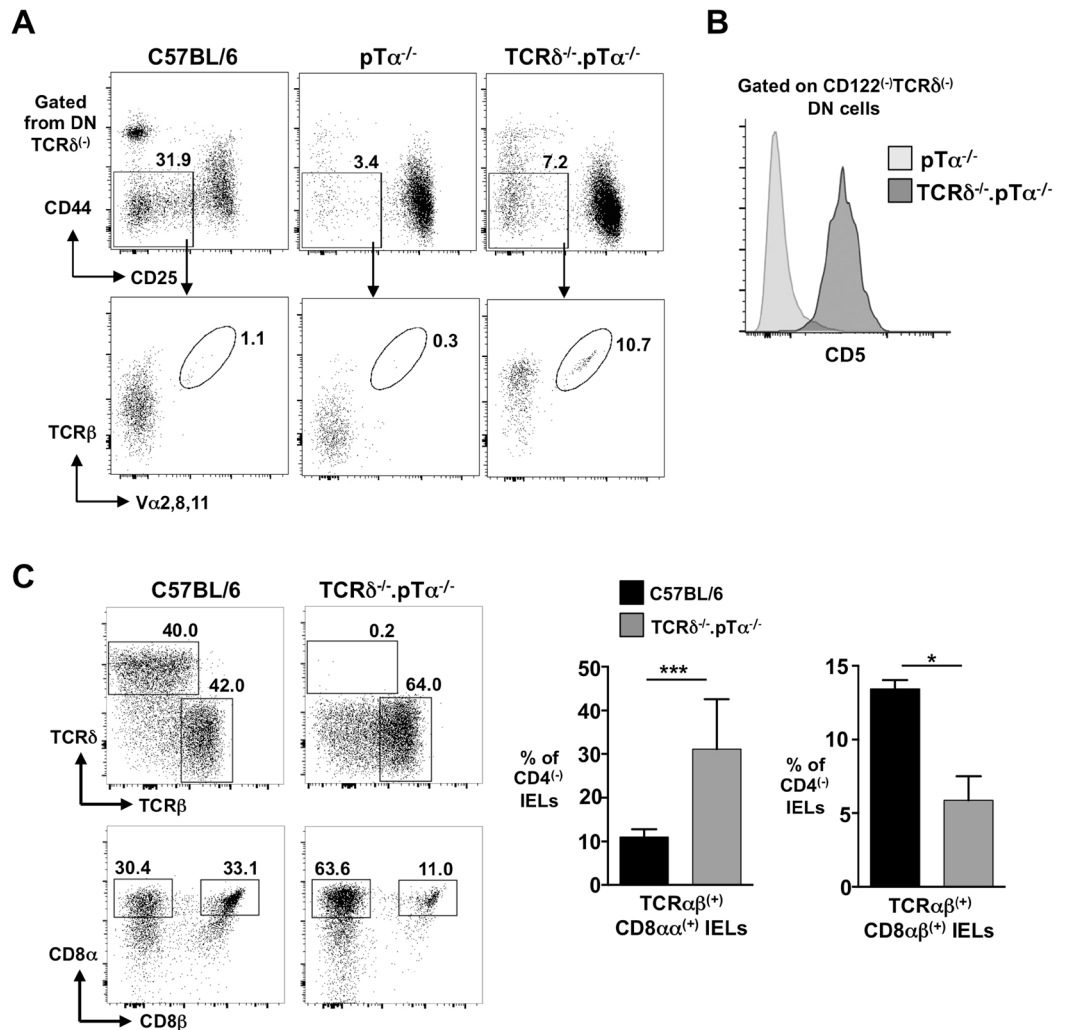 A
C57BL/6
pTα-/-
TCRδ-/-.pTα-/-
Gated
from DN
TCRδ(-)
31.9
3.4
7.2
CD44
CD25
1.1
0.3
10.7
TCRβ
Vα2,8,11
B
Gated on CD122(-)TCRδ(-)
DN cells
pTα-/-
TCRδ-/-.pTα-/-
CD5
C
C57BL/6
TCRδ-/-.pTα-/-
40.0
0.2
42.0
64.0
TCRδ
TCRβ
30.4
33.1
63.6
11.0
CD8α
CD8β
C57BL/6
TCRδ-/-.pTα-/-
50
40
30
20
10
0
***
% of
CD4(-)
IELs
TCRαβ(+)
CD8αα(+) IELs
15
10
5
0
*
% of
CD4(-)
IELs
TCRαβ(+)
CD8αβ(+) IELs